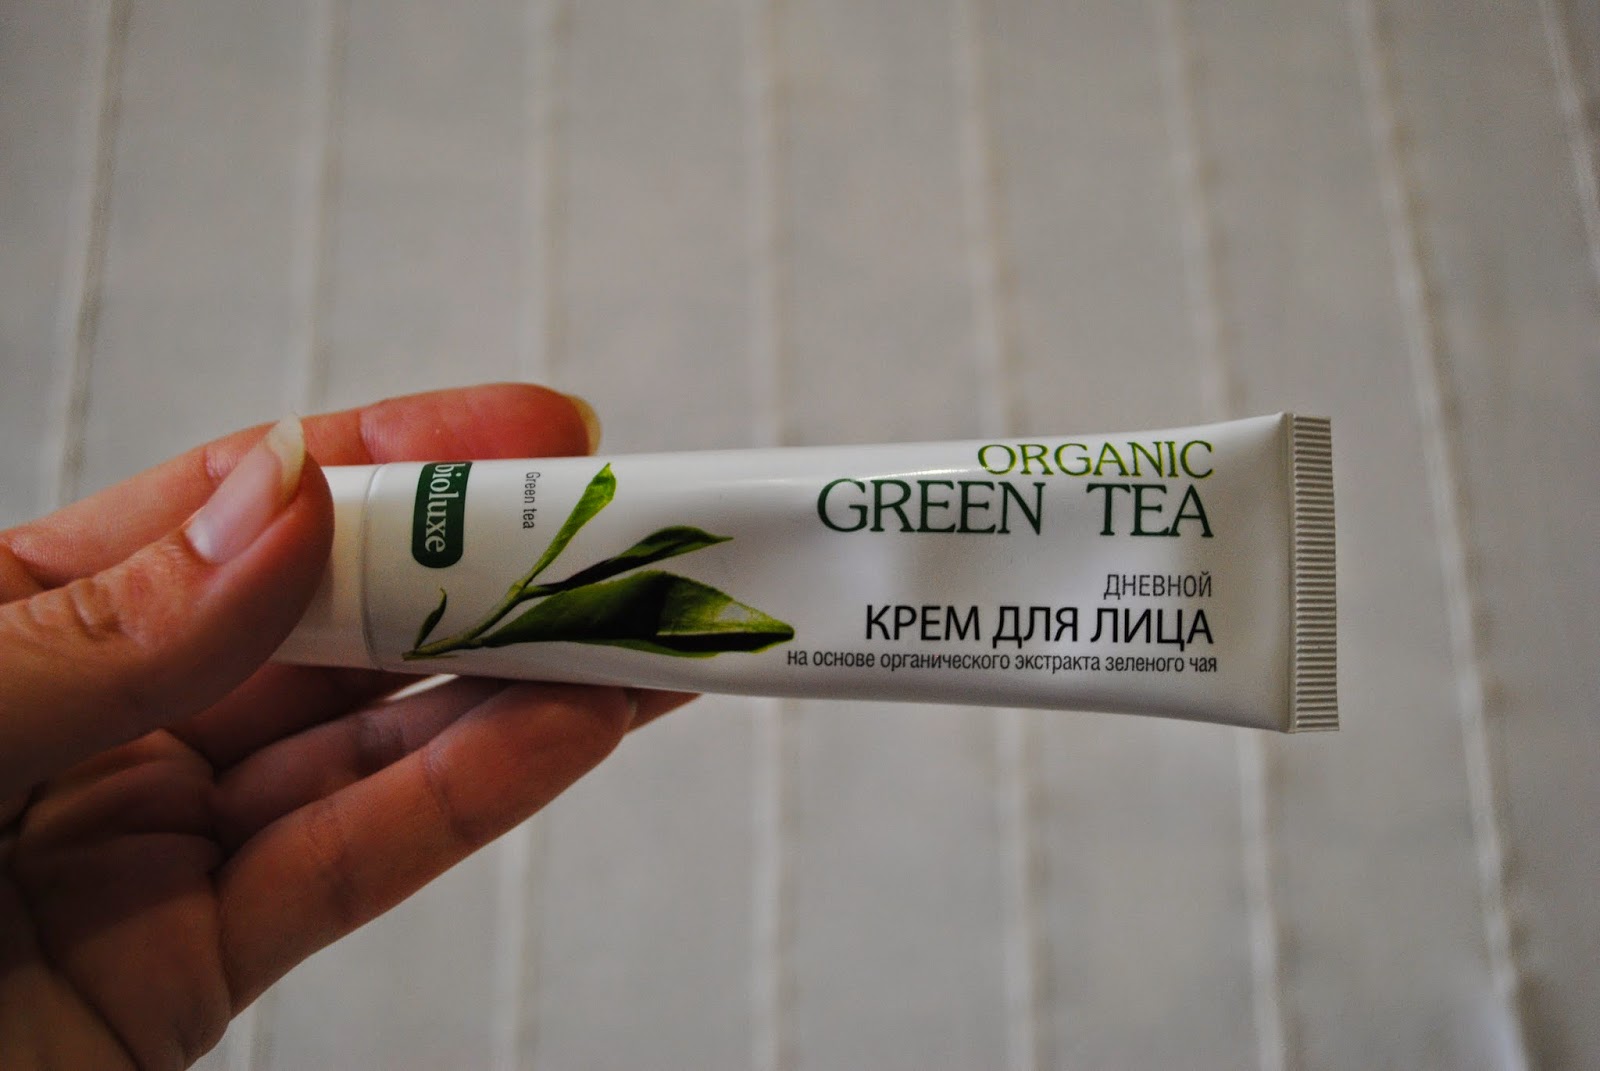 bioluxe
Green tea
ORGANIC
GREEN TEA
ДНЕВНОЙ
КРЕМ ДЛЯ ЛИЦА
на основе органического экстракта зеленого чая